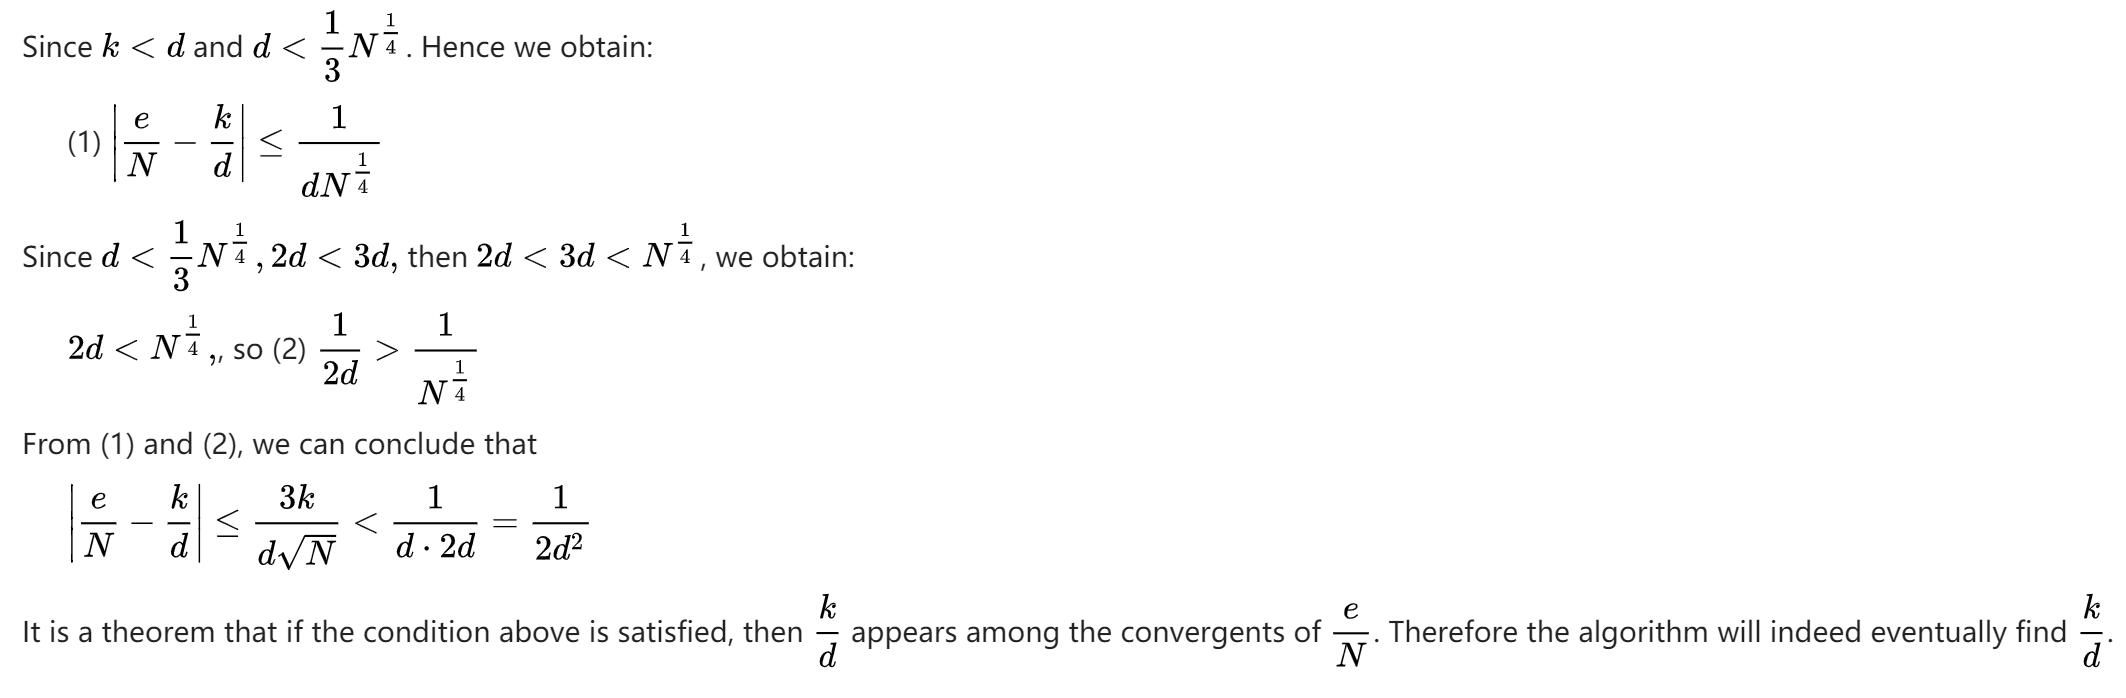 Since $k < d$ and $d < \frac{1}{3}N^{\frac{1}{4}}$. Hence we obtain:
(1) $\left|\frac{e}{N} - \frac{k}{d}\right| \leq \frac{1}{dN^{\frac{1}{4}}}$
Since $d < \frac{1}{3}N^{\frac{1}{4}}, 2d < 3d,$ then $2d < 3d < N^{\frac{1}{4}}$, we obtain:
$2d < N^{\frac{1}{4}},$, so (2) $\frac{1}{2d} > \frac{1}{N^{\frac{1}{4}}}$
From (1) and (2), we can conclude that
$\left|\frac{e}{N} - \frac{k}{d}\right| \leq \frac{3k}{d\sqrt{N}} < \frac{1}{d \cdot 2d} = \frac{1}{2d^2}$
It is a theorem that if the condition above is satisfied, then $\frac{k}{d}$ appears among the convergents of $\frac{e}{N}$. Therefore the algorithm will indeed eventually find $\frac{k}{d}$.